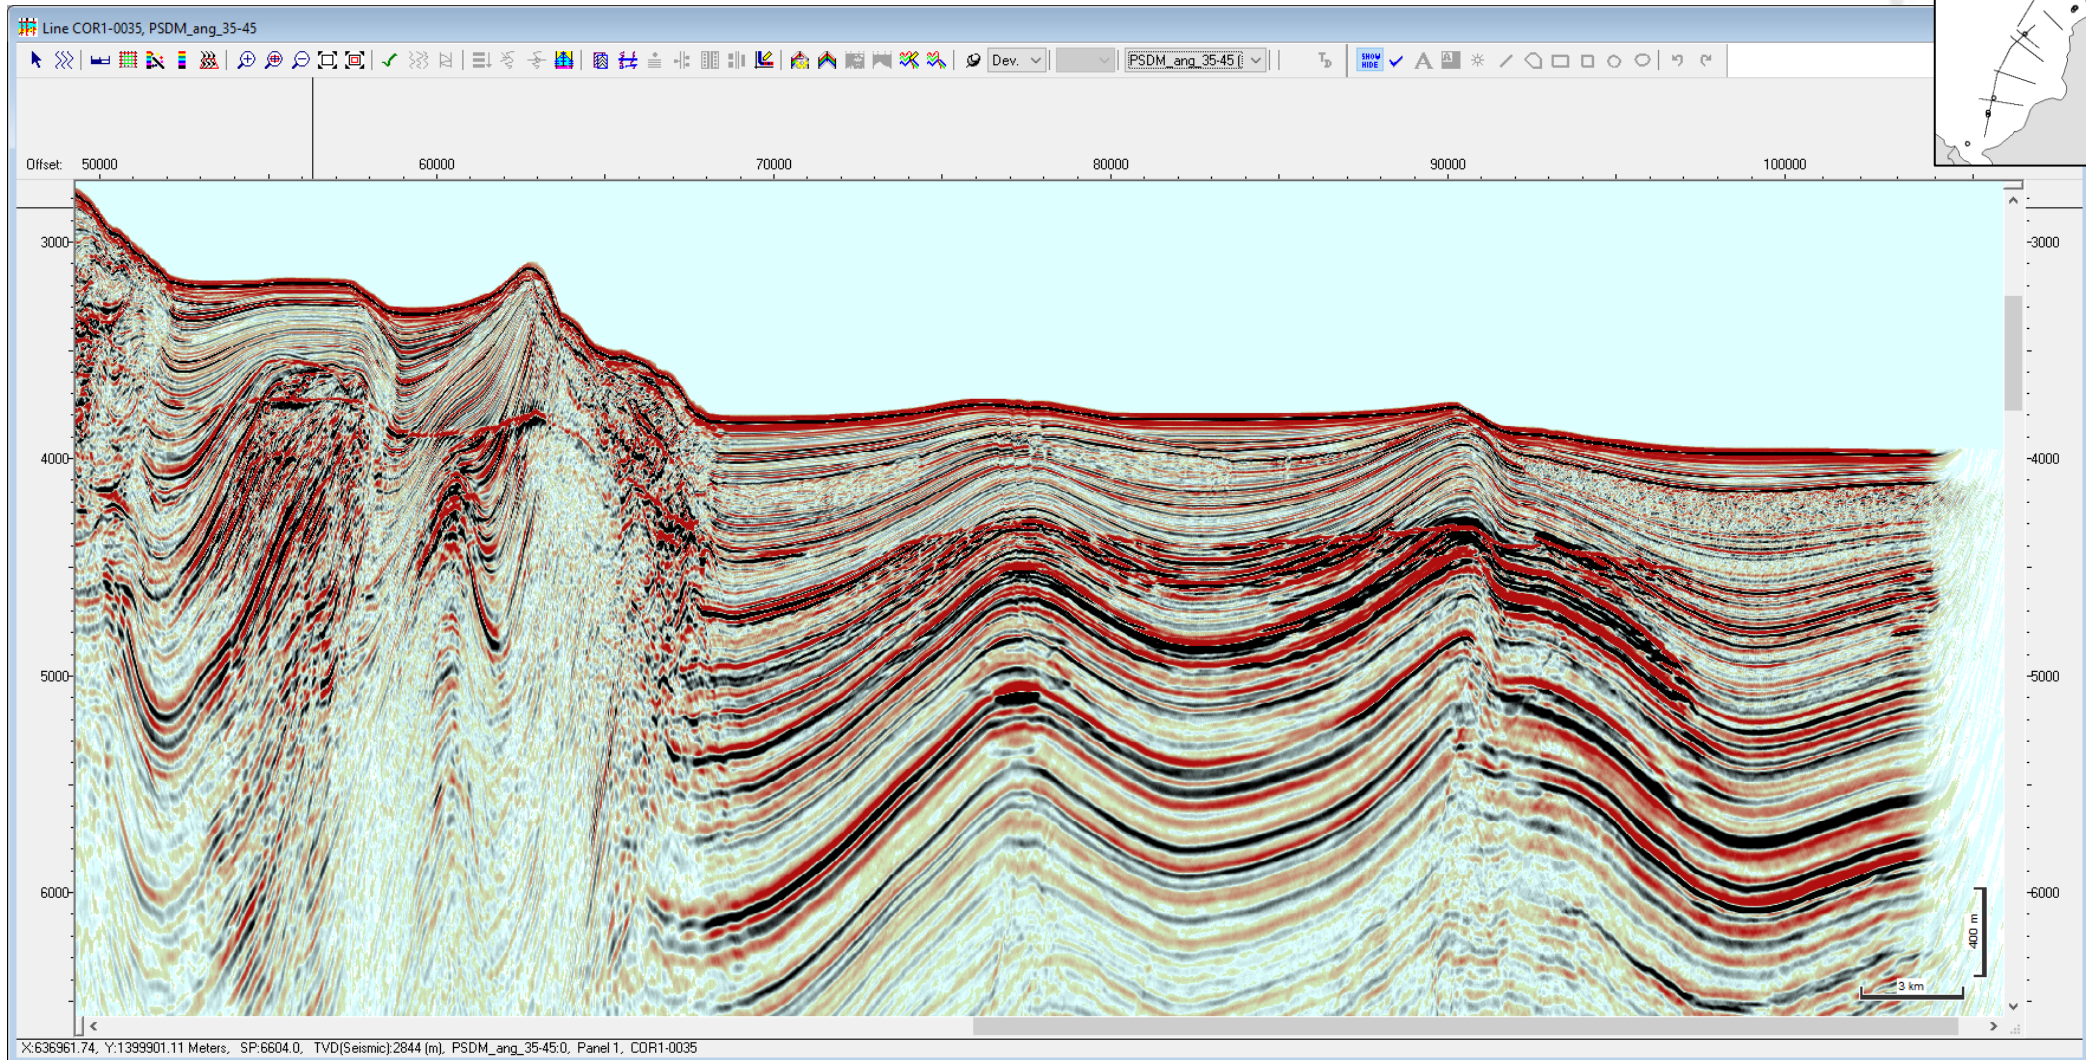 Line COR1-0035, PSDM_ang_35-45
Dev.
PSDM_ang_35-45 (
SHOW HIDE
A
T D
Offset: 50000 60000 70000 80000 90000 100000
3000 3000
4000 4000
5000 5000
6000 6000
400 m
3 km
X:636961.74, Y:1399901.11 Meters, SP:6604.0, TVD(Seismic):2844 (m), PSDM_ang_35-45:0, Panel 1, COR1-0035